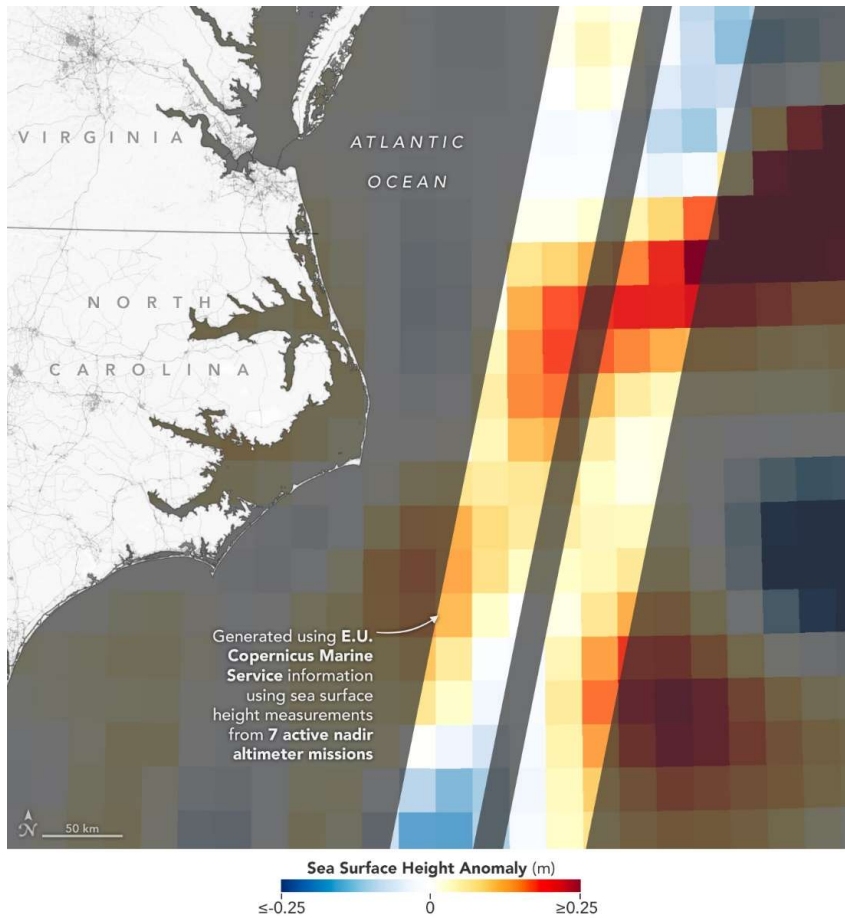 VIRGINIA
ATLANTIC
OCEAN
NORTH
CAROLINA
Generated using E.U.
Copernicus Marine
Service information
using sea surface
height measurements
from 7 active nadir
altimeter missions
N
50 km
Sea Surface Height Anomaly (m)
≤-0.25 0 ≥0.25